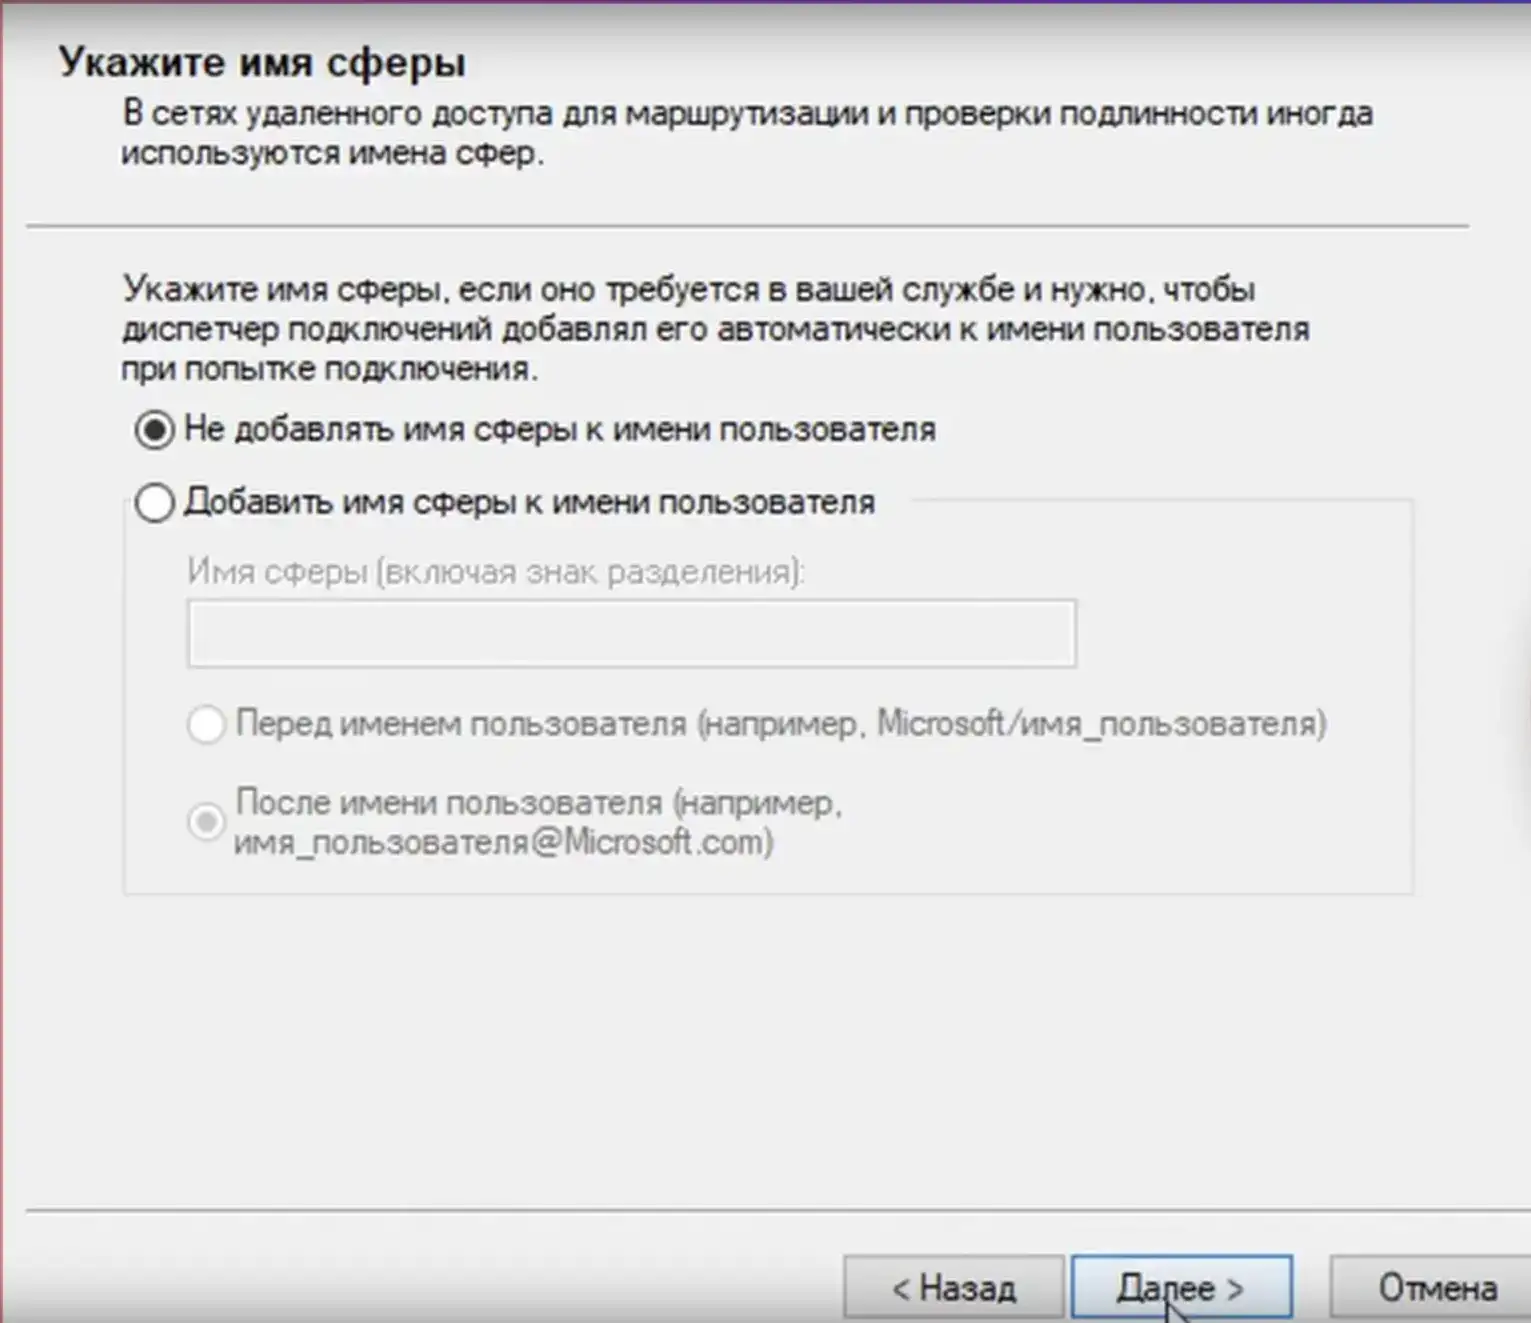 Укажите имя сферы
В сетях удаленного доступа для маршрутизации и проверки подлинности иногда
используются имена сфер.
Укажите имя сферы, если оно требуется в вашей службе и нужно, чтобы
диспетчер подключений добавлял его автоматически к имени пользователя
при попытке подключения.
Не добавлять имя сферы к имени пользователя
Добавить имя сферы к имени пользователя
Имя сферы (включая знак разделения):
Перед именем пользователя (например, Microsoft/имя_пользователя)
После имени пользователя (например,
имя_пользователя@Microsoft.com)
< Назад
Далее >
Отмена